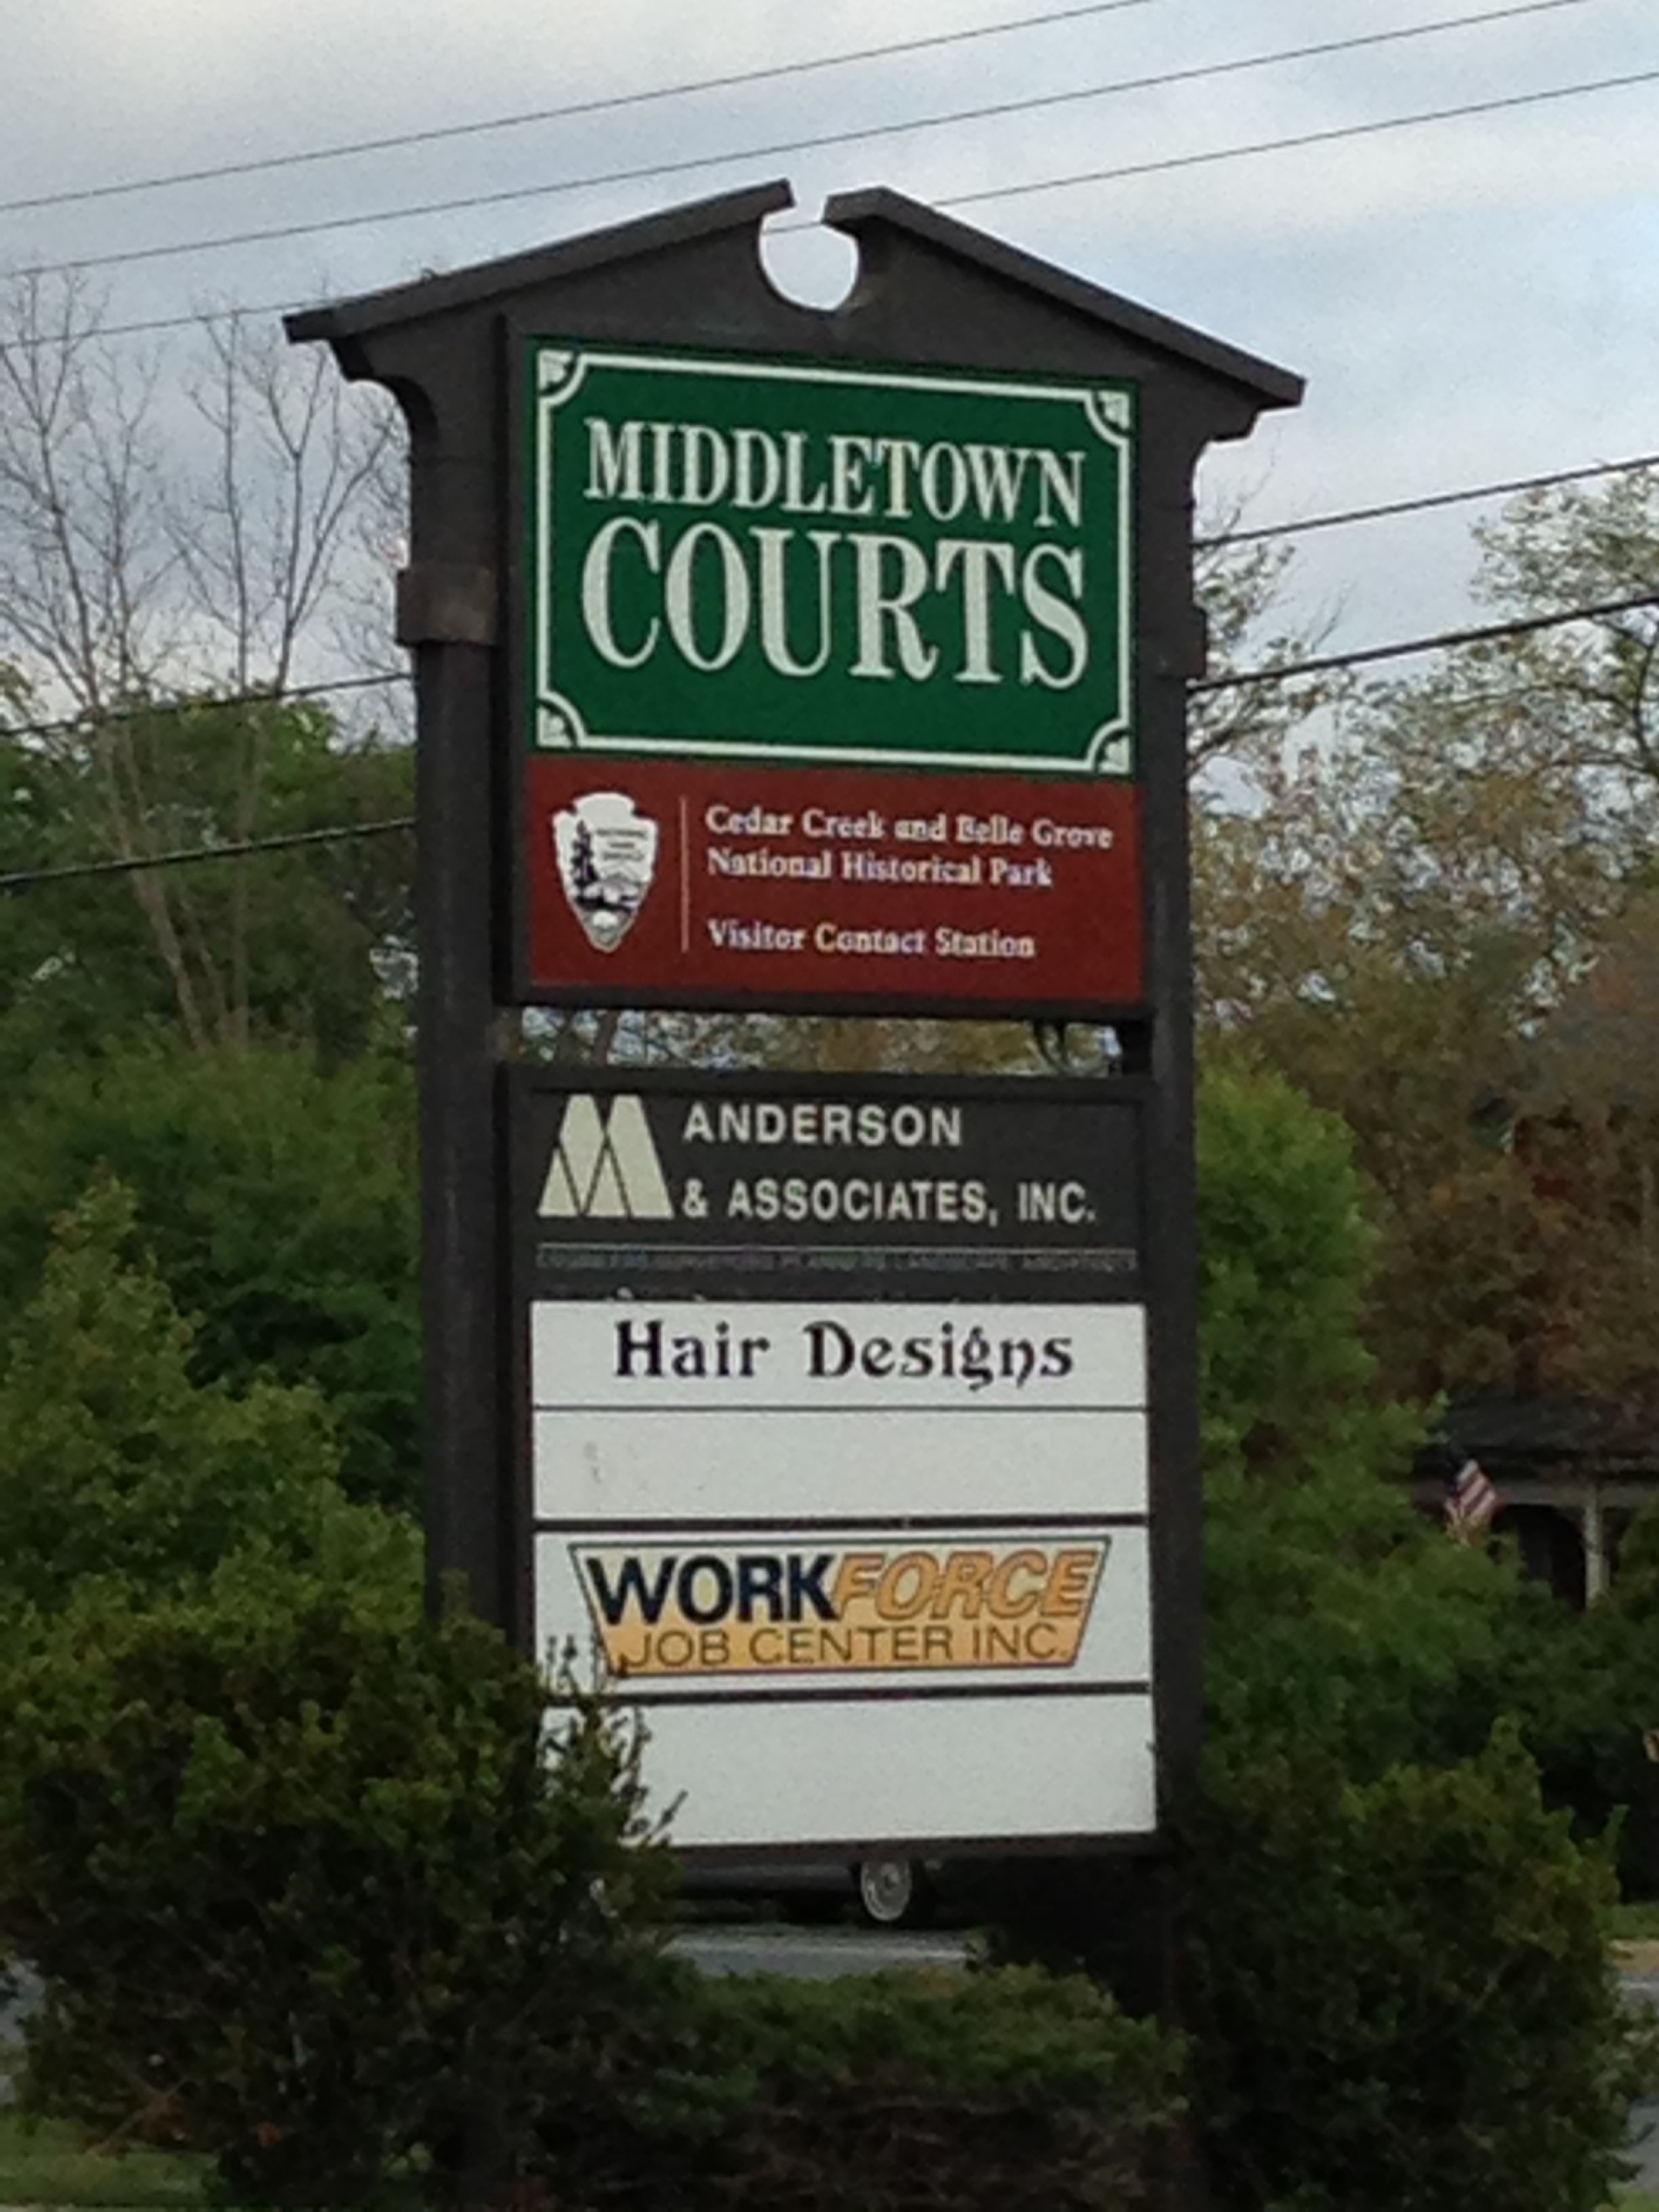 MIDDLETOWN
COURTS
Cedar Creek and Belle Grove
National Historical Park
Visitor Contact Station
ANDERSON
& ASSOCIATES, INC.
Hair Designs
WORKFORCE
JOB CENTER INC.